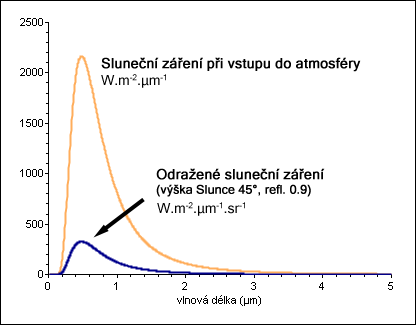 2500
2000
1500
1000
500
0
Sluneční záření při vstupu do atmosféry
W.m-2.µm-1
Odražené sluneční záření
(výška Slunce 45°, refl. 0.9)
W.m-2.µm-1.sr-1
0 1 2 3 4 5
vlnová délka (µm)